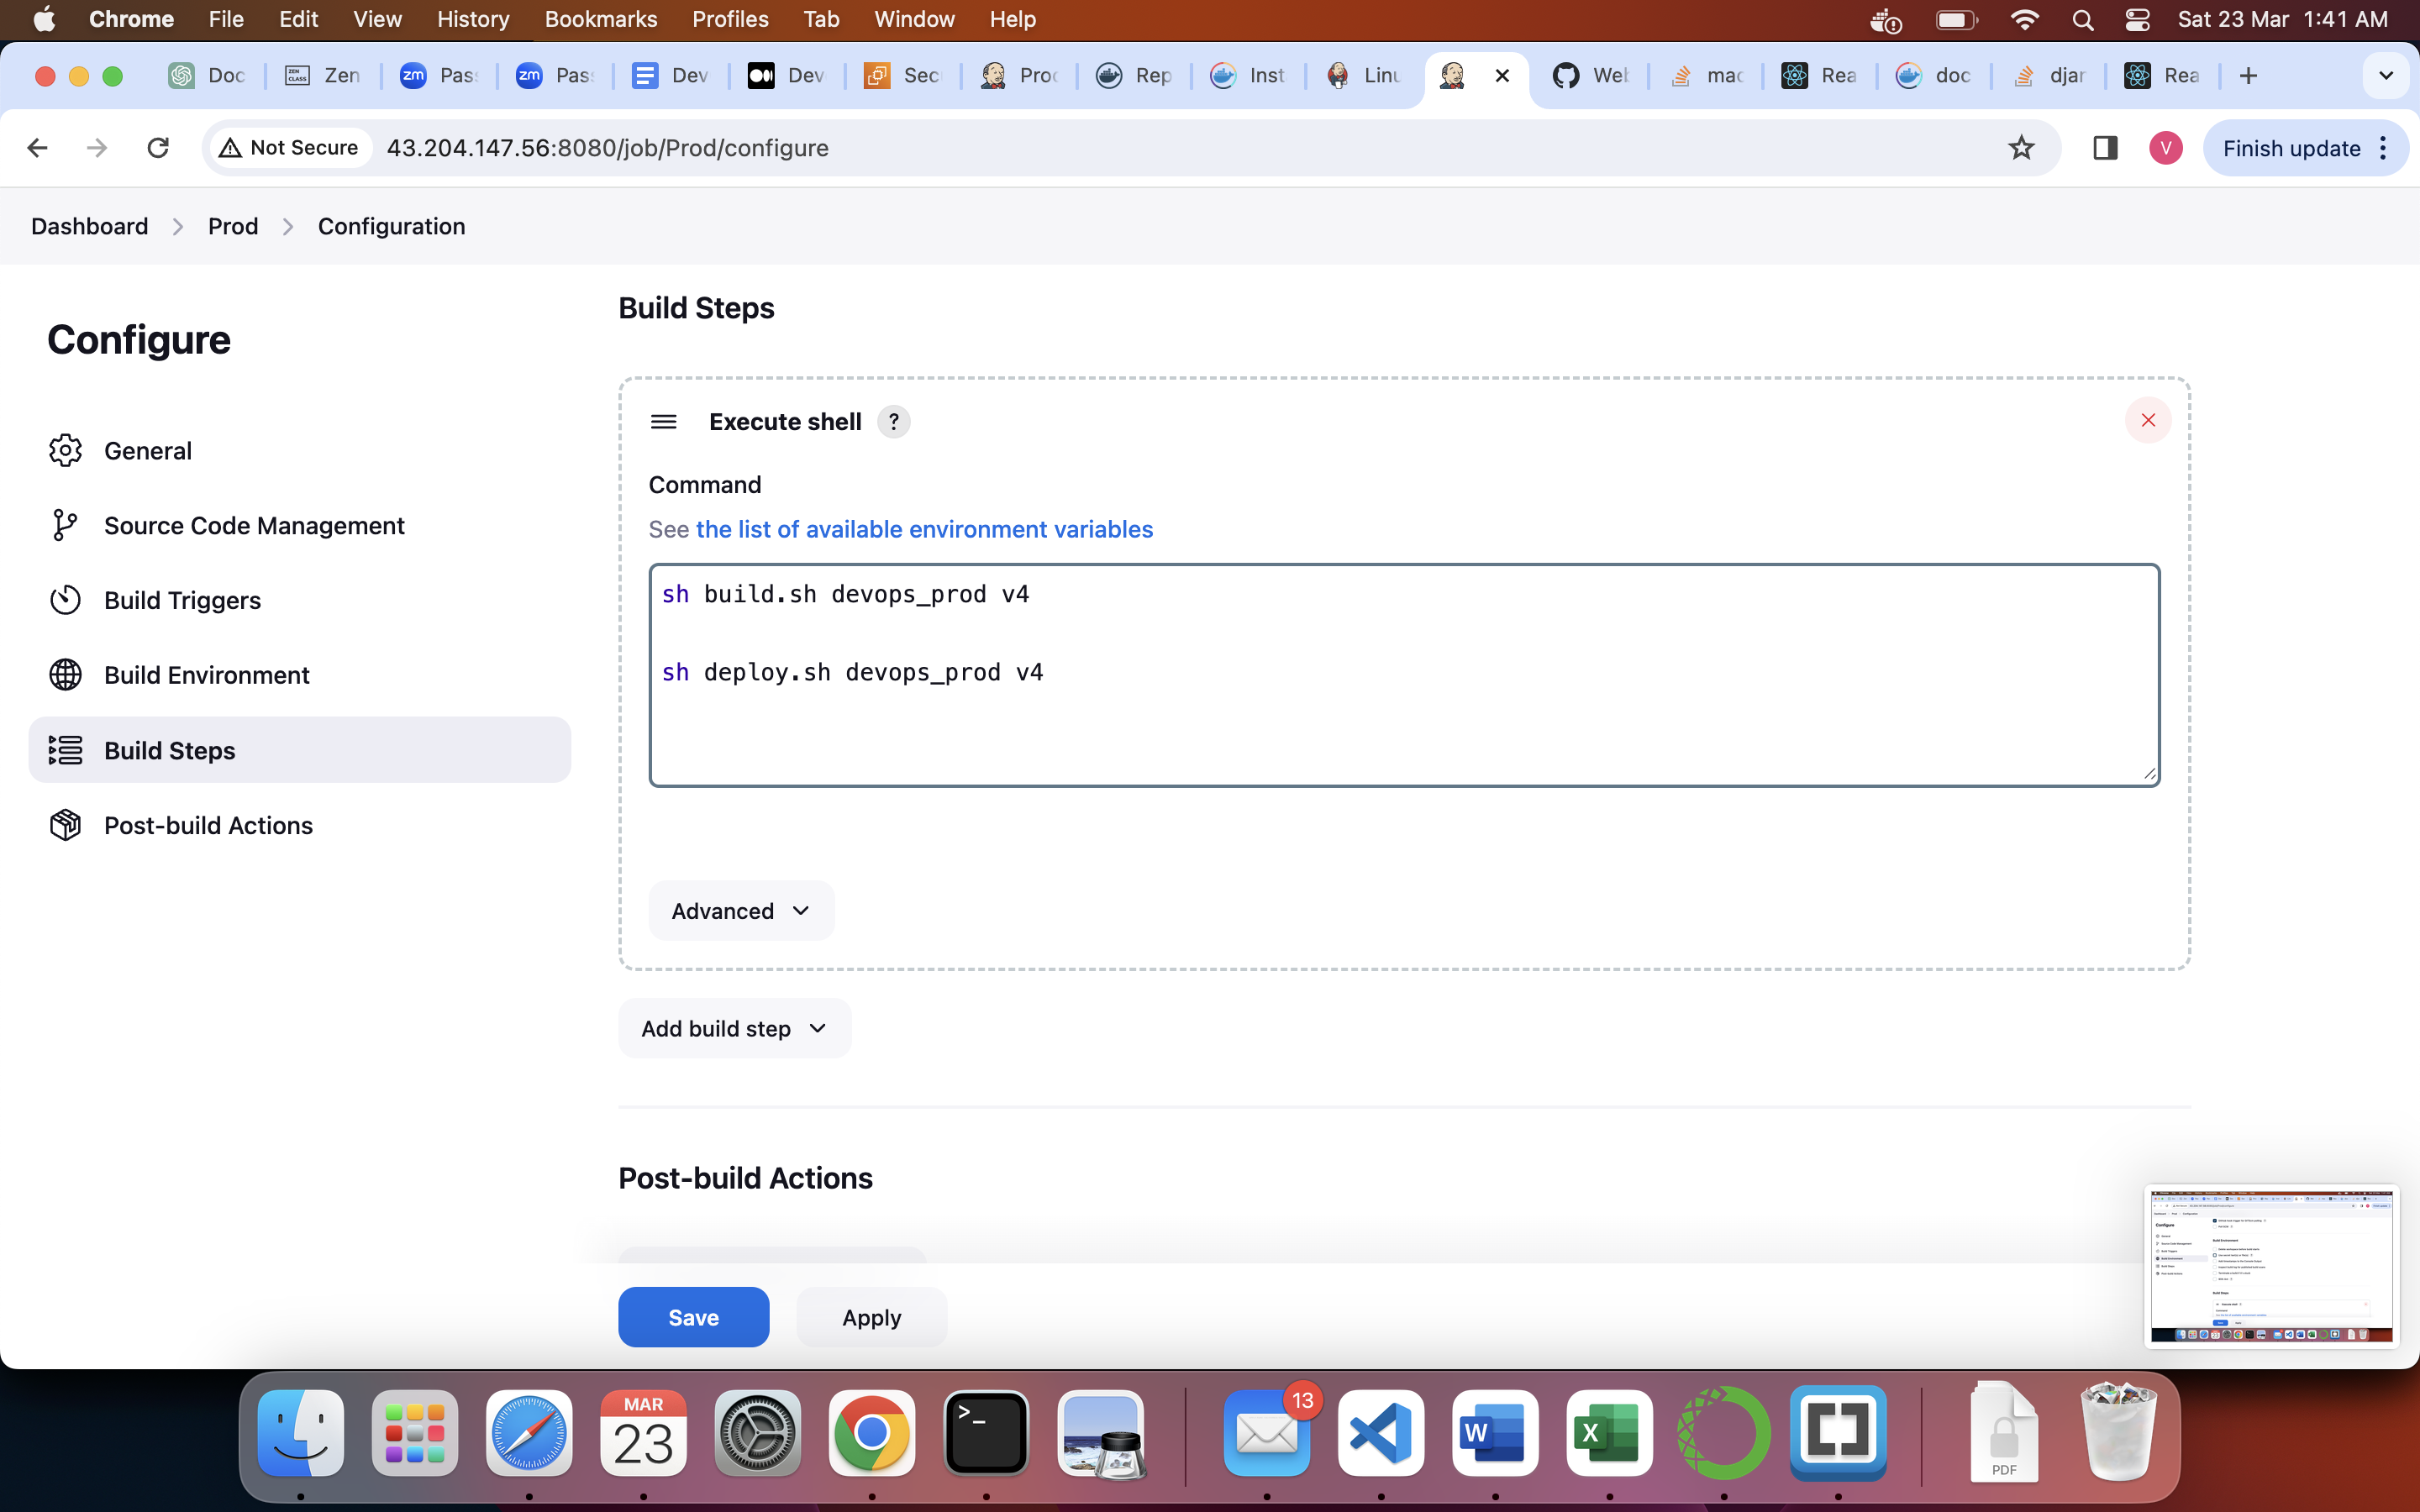 Chrome File Edit View History Bookmarks Profiles Tab Window Help Sat 23 Mar 1:41 AM
Doc Zen Pas Pas Dev Dev Sec Proc Rep Inst Linu Wel mac Rea doc djar Rea
Not Secure 43.204.147.56:8080/job/Prod/configure Finish update
V
Dashboard Prod Configuration
Configure
General
Source Code Management
Build Triggers
Build Environment
Build Steps
Post-build Actions
Build Steps
Execute shell ?
Command
See the list of available environment variables
sh build.sh devops_prod v4
sh deploy.sh devops_prod v4
Advanced
Add build step
Post-build Actions
Save Apply
MAR
23
13
W
X
PDF